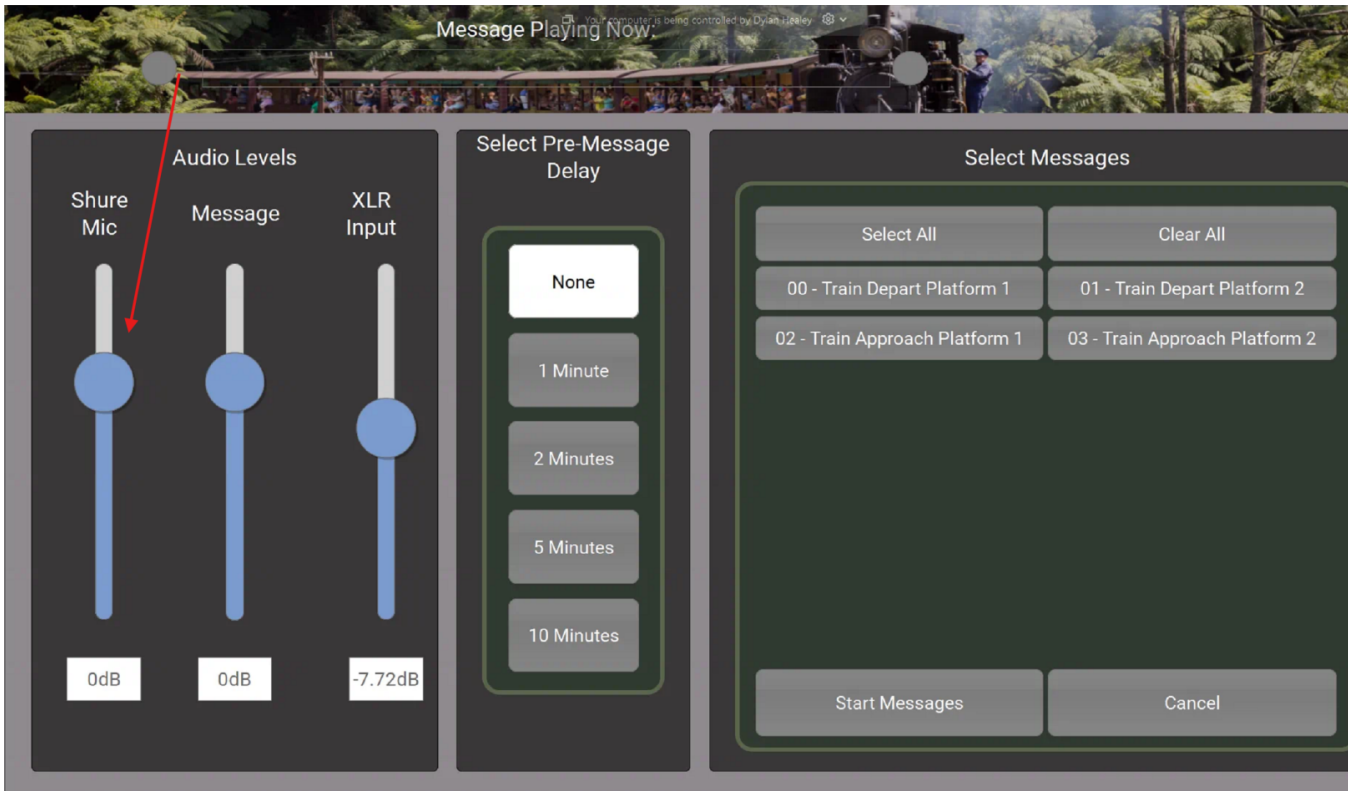 Your computer is being controlled by Dylan Healey
Message Playing Now:
Audio Levels
Shure
Mic
Message
XLR
Input
0dB
0dB
-7.72dB
Select Pre-Message
Delay
None
1 Minute
2 Minutes
5 Minutes
10 Minutes
Select Messages
Select All
Clear All
00 - Train Depart Platform 1
01 - Train Depart Platform 2
02 - Train Approach Platform 1
03 - Train Approach Platform 2
Start Messages
Cancel